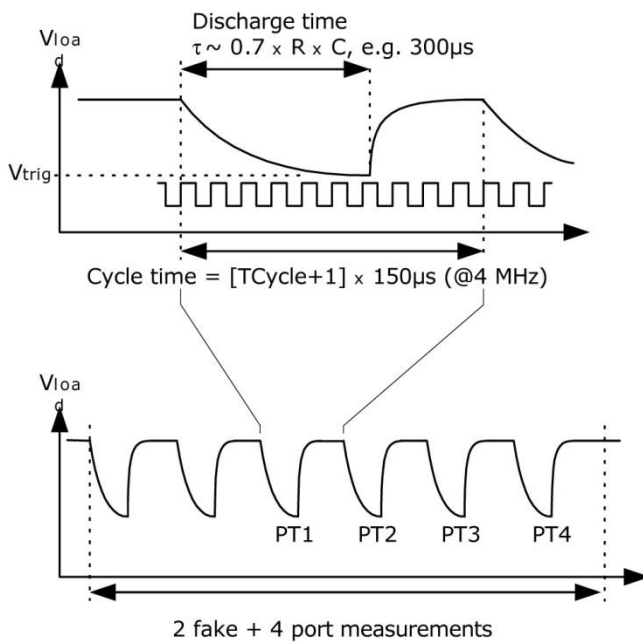 Discharge time
τ ~ 0.7 x R x C, e.g. 300µs
Vloa
d
Vtrig
Cycle time = [TCycle+1] x 150µs (@4 MHz)
Vloa
d
PT1 PT2 PT3 PT4
2 fake + 4 port measurements